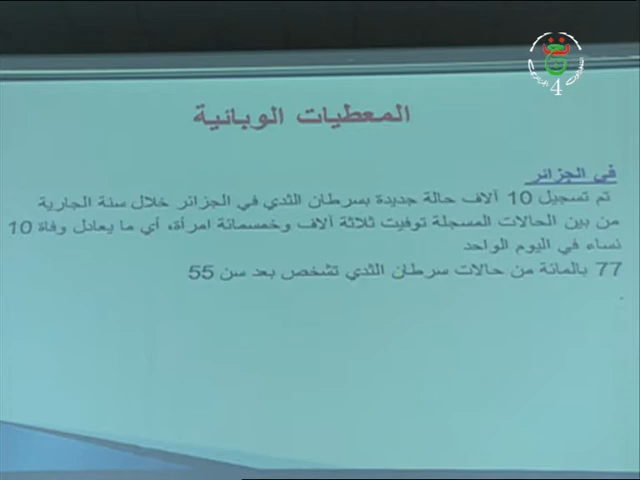 4
المعطيات الوبائية
في الجزائر
تم تسجيل 10 آلاف حالة جديدة بسرطان الثدي في الجزائر خلال سنة الجارية
من بين الحالات المسجلة توفيت ثلاثة آلاف وخمسمائة امرأة، أي ما يعادل وفاة 10
نساء في اليوم الواحد
77 بالمائة من حالات سرطان الثدي تشخص بعد سن 55
.